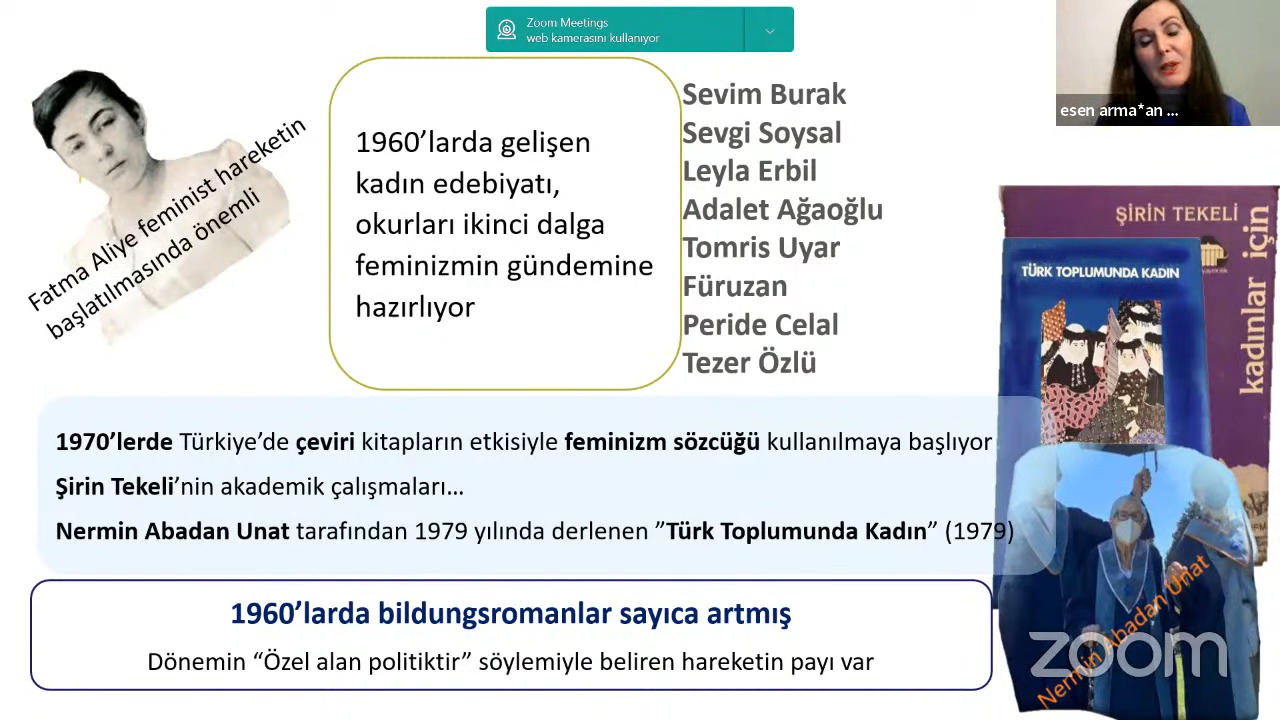 Zoom Meetings
web kamerasını kullanıyor
esen arma*an ...
Fatma Aliye feminist hareketin
başlatılmasında önemli
1960’larda gelişen
kadın edebiyatı,
okurları ikinci dalga
feminizmin gündemine
hazırlıyor
Sevim Burak
Sevgi Soysal
Leyla Erbil
Adalet Ağaoğlu
Tomris Uyar
Füruzan
Peride Celal
Tezer Özlü
ŞİRİN TEKELİ
kadınlar için
TÜRK TOPLUMUNDA KADIN
1970’lerde Türkiye’de çeviri kitapların etkisiyle feminizm sözcüğü kullanılmaya başlıyor
Şirin Tekeli’nin akademik çalışmaları…
Nermin Abadan Unat tarafından 1979 yılında derlenen ”Türk Toplumunda Kadın” (1979)
1960’larda bildungsromanlar sayıca artmış
Dönemin “Özel alan politiktir” söylemiyle beliren hareketin payı var
Nermin Abadan Unat
zoom